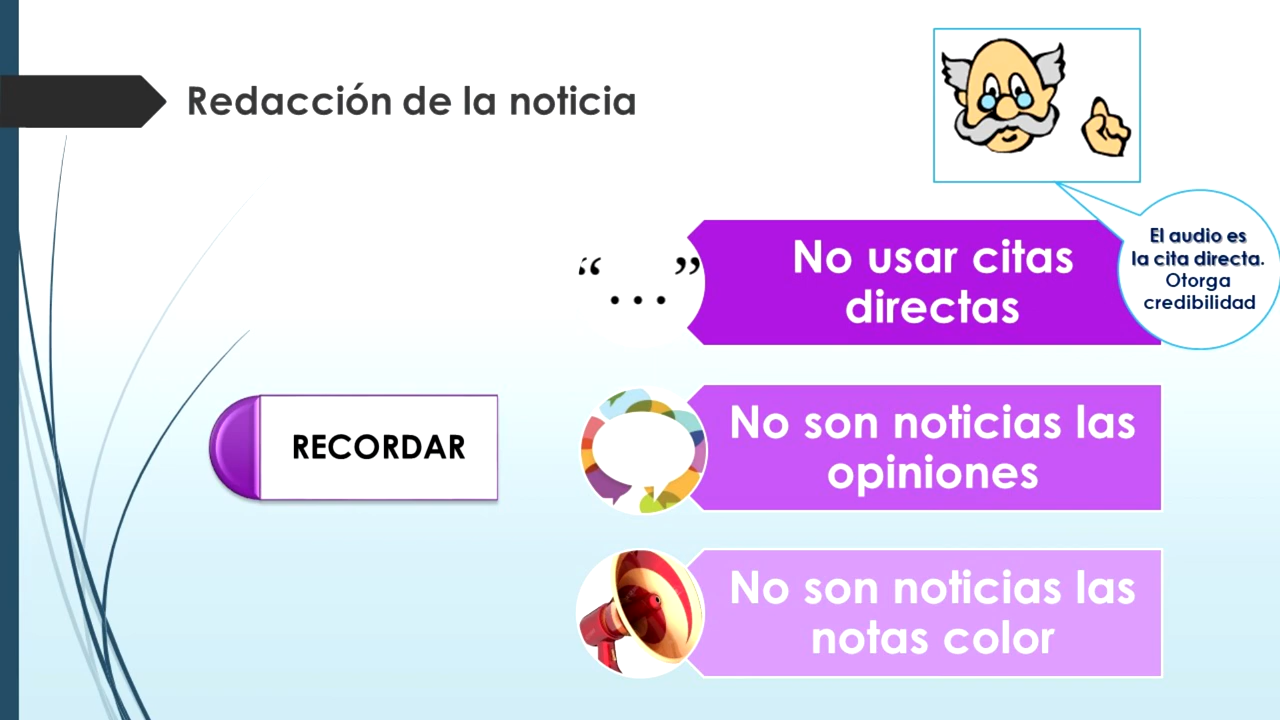 Redacción de la noticia
“ ... ”
No usar citas
directas
El audio es
la cita directa.
Otorga
credibilidad
RECORDAR
No son noticias las
opiniones
No son noticias las
notas color